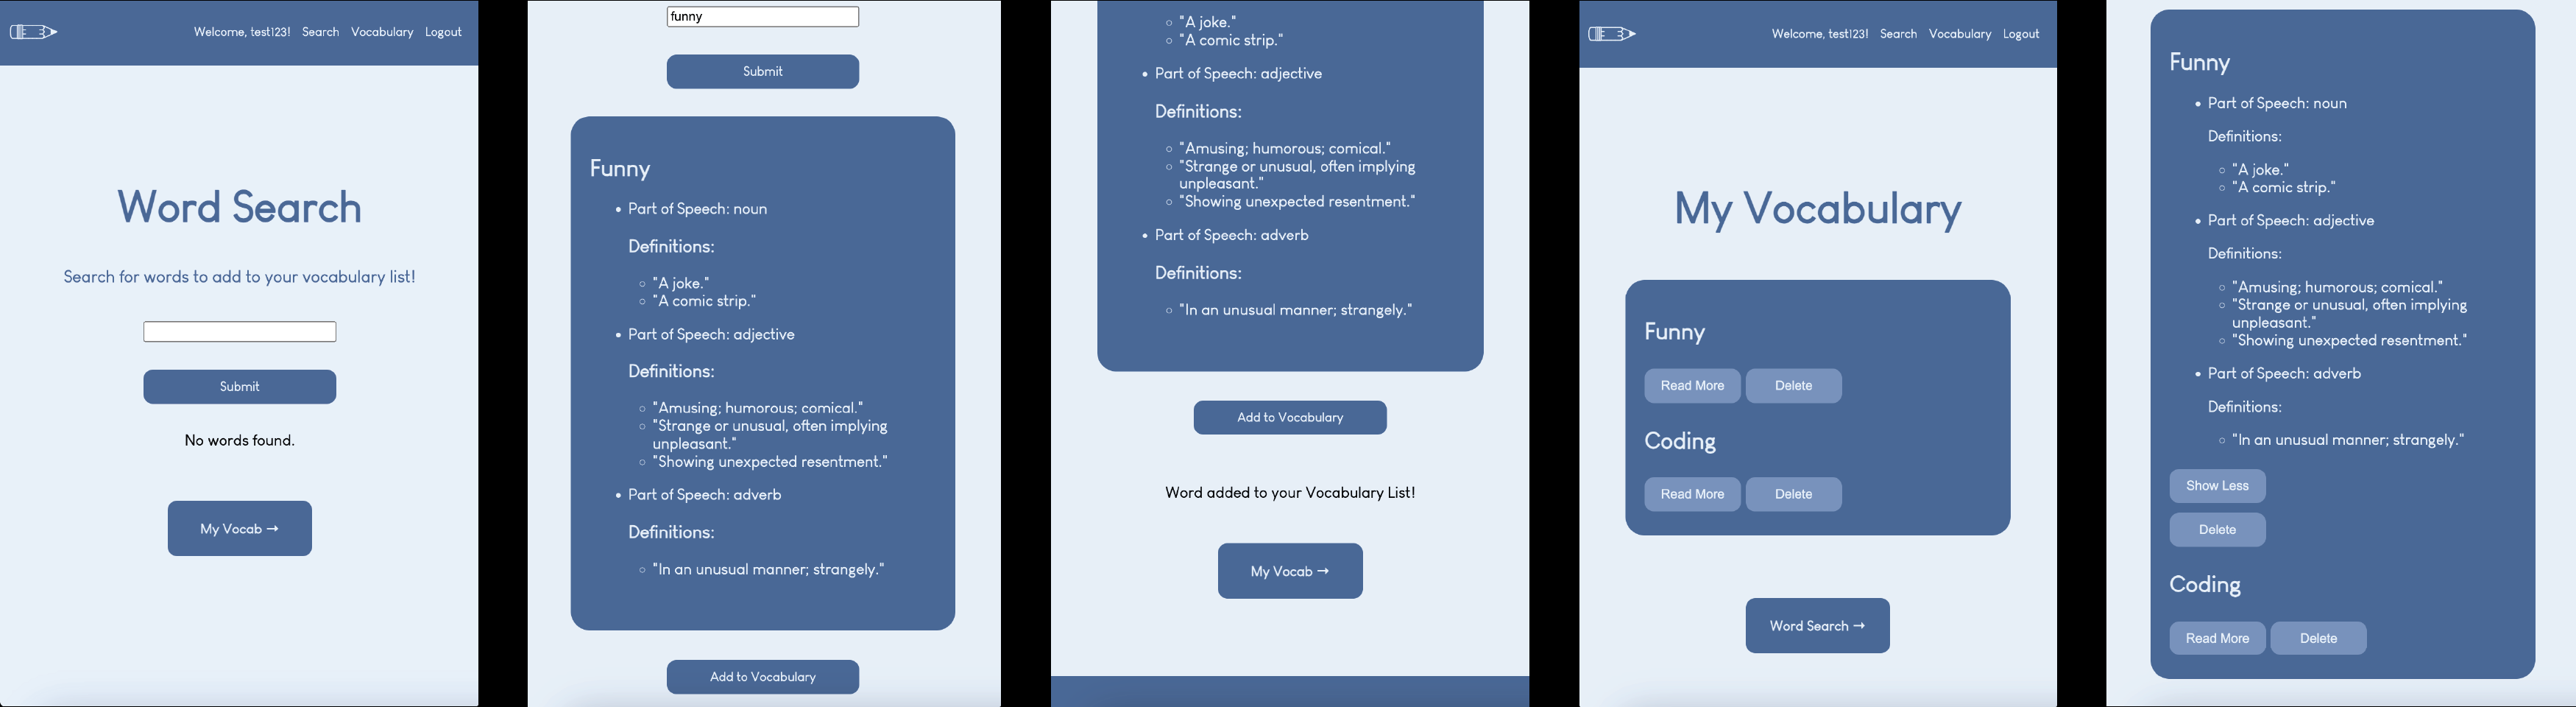 Welcome, test123! Search Vocabulary Logout
Word Search
Search for words to add to your vocabulary list!
Submit
No words found.
My Vocab →
funny
Submit
Funny
Part of Speech: noun
Definitions:
"A joke."
"A comic strip."
Part of Speech: adjective
Definitions:
"Amusing; humorous; comical."
"Strange or unusual, often implying
unpleasant."
"Showing unexpected resentment."
Part of Speech: adverb
Definitions:
"In an unusual manner; strangely."
Add to Vocabulary
"A joke."
"A comic strip."
Part of Speech: adjective
Definitions:
"Amusing; humorous; comical."
"Strange or unusual, often implying
unpleasant."
"Showing unexpected resentment."
Part of Speech: adverb
Definitions:
"In an unusual manner; strangely."
Add to Vocabulary
Word added to your Vocabulary List!
My Vocab →
Welcome, test123! Search Vocabulary Logout
My Vocabulary
Funny
Read More Delete
Coding
Read More Delete
Word Search →
Funny
Part of Speech: noun
Definitions:
"A joke."
"A comic strip."
Part of Speech: adjective
Definitions:
"Amusing; humorous; comical."
"Strange or unusual, often implying
unpleasant."
"Showing unexpected resentment."
Part of Speech: adverb
Definitions:
"In an unusual manner; strangely."
Show Less
Delete
Coding
Read More Delete